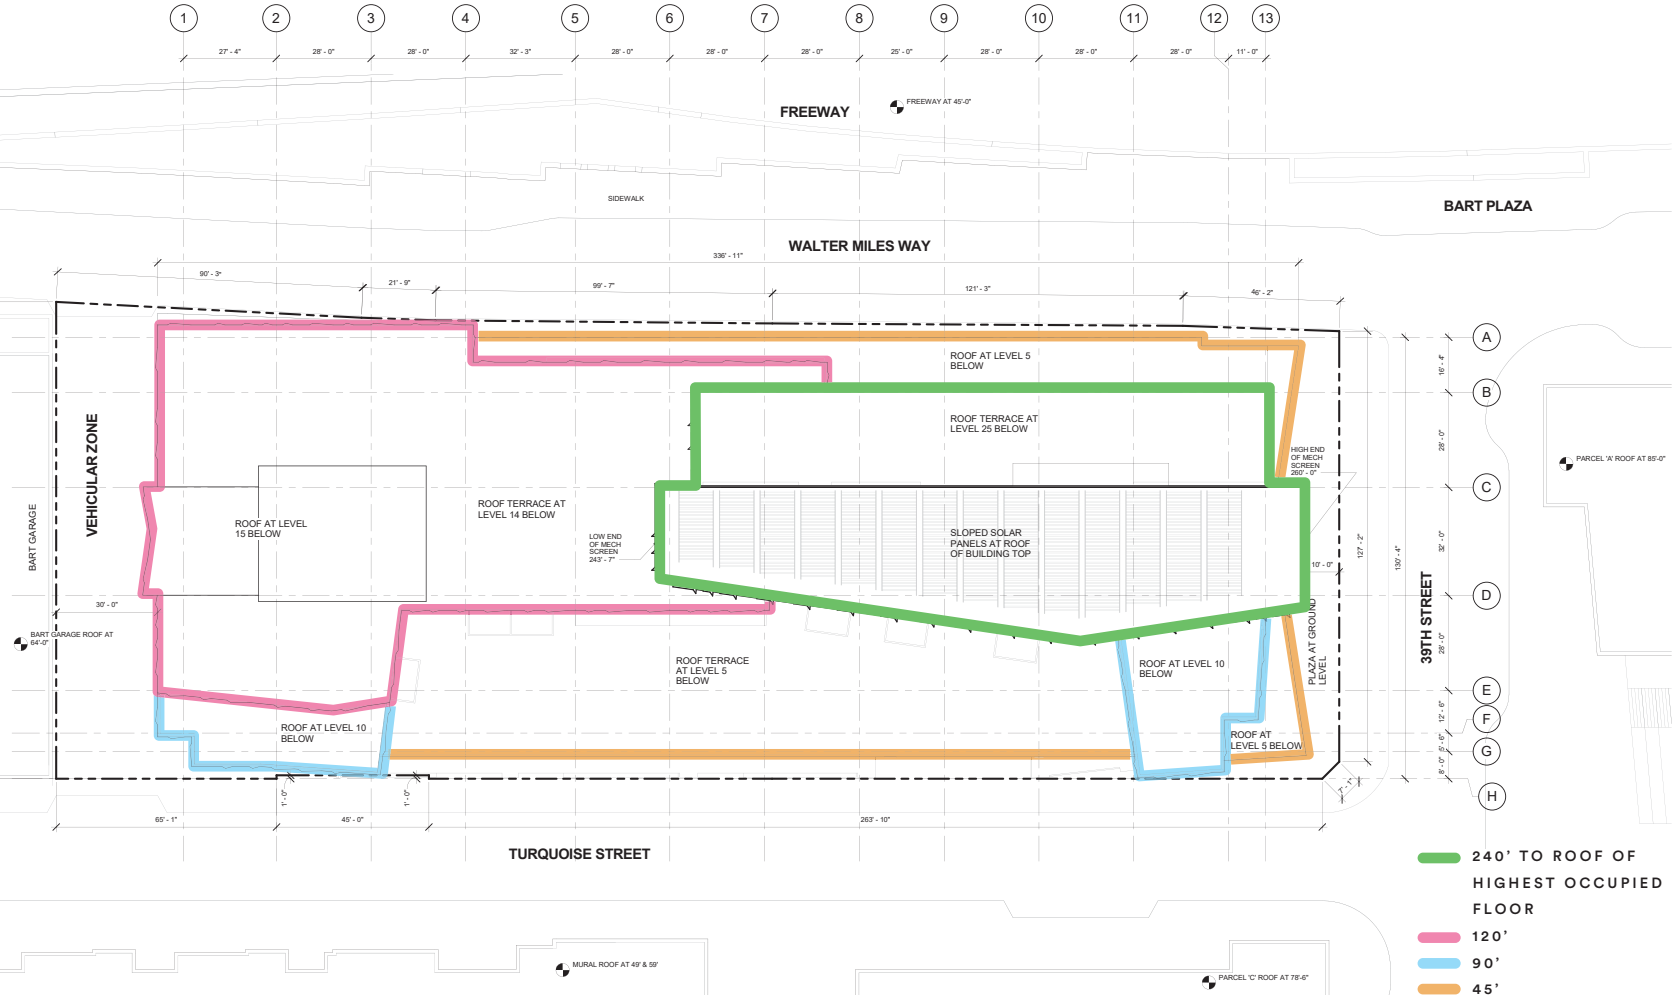 1 2 3 4 5 6 7 8 9 10 11 12 13
27' - 4" 28' - 0" 28' - 0" 32' - 3" 28' - 0" 28' - 0" 28' - 0" 25' - 0" 28' - 0" 28' - 0" 28' - 0" 11' - 0"
FREEWAY
FREEWAY AT 45'-0"
SIDEWALK
BART PLAZA
WALTER MILES WAY
336' - 11"
90' - 3"
21' - 9"
99' - 7"
121' - 3"
46' - 2"
A
B
C
D
E
F
G
H
16' - 4"
28' - 0"
32' - 0"
28' - 0"
12' - 6"
5' - 6"
8' - 0"
127' - 2"
130' - 4"
ROOF AT LEVEL 5
BELOW
ROOF TERRACE AT
LEVEL 25 BELOW
HIGH END
OF MECH
SCREEN
260' - 0"
PARCEL 'A' ROOF AT 85'-0"
VEHICULAR ZONE
BART GARAGE
ROOF AT LEVEL
15 BELOW
ROOF TERRACE AT
LEVEL 14 BELOW
LOW END
OF MECH
SCREEN
243' - 7"
SLOPED SOLAR
PANELS AT ROOF
OF BUILDING TOP
10' - 0"
39TH STREET
PLAZA AT GROUND
LEVEL
30' - 0"
BART GARAGE ROOF AT
64'-0"
ROOF TERRACE
AT LEVEL 5
BELOW
ROOF AT LEVEL 10
BELOW
ROOF AT LEVEL 10
BELOW
ROOF AT
LEVEL 5 BELOW
1' - 0"
1' - 0"
7' - 1"
65' - 1"
45' - 0"
263' - 10"
TURQUOISE STREET
240' TO ROOF OF
HIGHEST OCCUPIED
FLOOR
120'
90'
45'
MURAL ROOF AT 49' & 59'
PARCEL 'C' ROOF AT 78'-6"